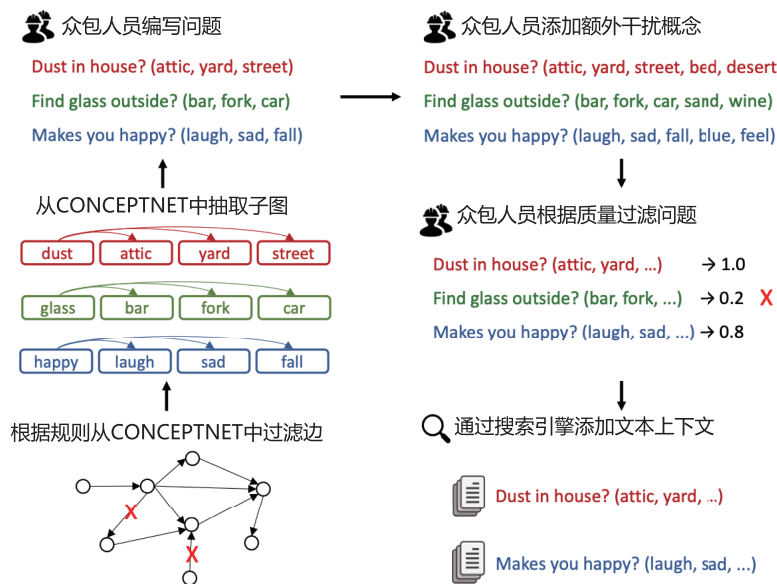 众包人员编写问题
Dust in house? (attic, yard, street)
Find glass outside? (bar, fork, car)
Makes you happy? (laugh, sad, fall)
从CONCEPTNET中抽取子图
dust attic yard street
glass bar fork car
happy laugh sad fall
根据规则从CONCEPTNET中过滤边
X
X
众包人员添加额外干扰概念
Dust in house? (attic, yard, street, bed, desert
Find glass outside? (bar, fork, car, sand, wine)
Makes you happy? (laugh, sad, fall, blue, feel)
众包人员根据质量过滤问题
Dust in house? (attic, yard, ...) → 1.0
Find glass outside? (bar, fork, ...) → 0.2 X
Makes you happy? (laugh, sad, ...) → 0.8
通过搜索引擎添加文本上下文
Dust in house? (attic, yard, ...)
Makes you happy? (laugh, sad, ...)